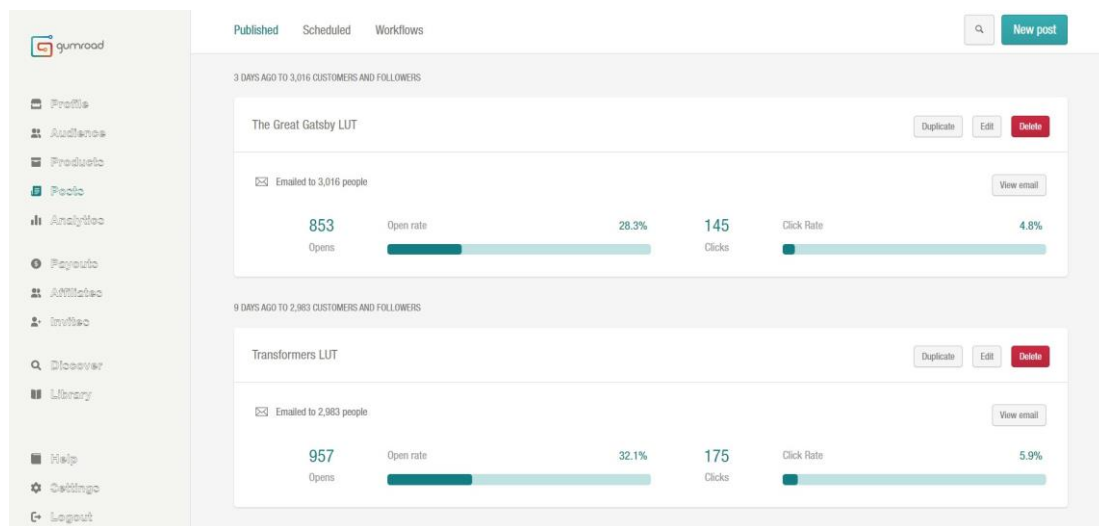 gumroad
Profile
Audience
Products
Posts
Analytics
Payouts
Affiliates
Invites
Discover
Library
Help
Settings
Logout
Published Scheduled Workflows New post
3 DAYS AGO TO 3,016 CUSTOMERS AND FOLLOWERS
The Great Gatsby LUT Duplicate Edit Delete
Emailed to 3,016 people View email
853 Open rate 28.3% 145 Click Rate 4.8%
Opens Clicks
9 DAYS AGO TO 2,983 CUSTOMERS AND FOLLOWERS
Transformers LUT Duplicate Edit Delete
Emailed to 2,983 people View email
957 Open rate 32.1% 175 Click Rate 5.9%
Opens Clicks